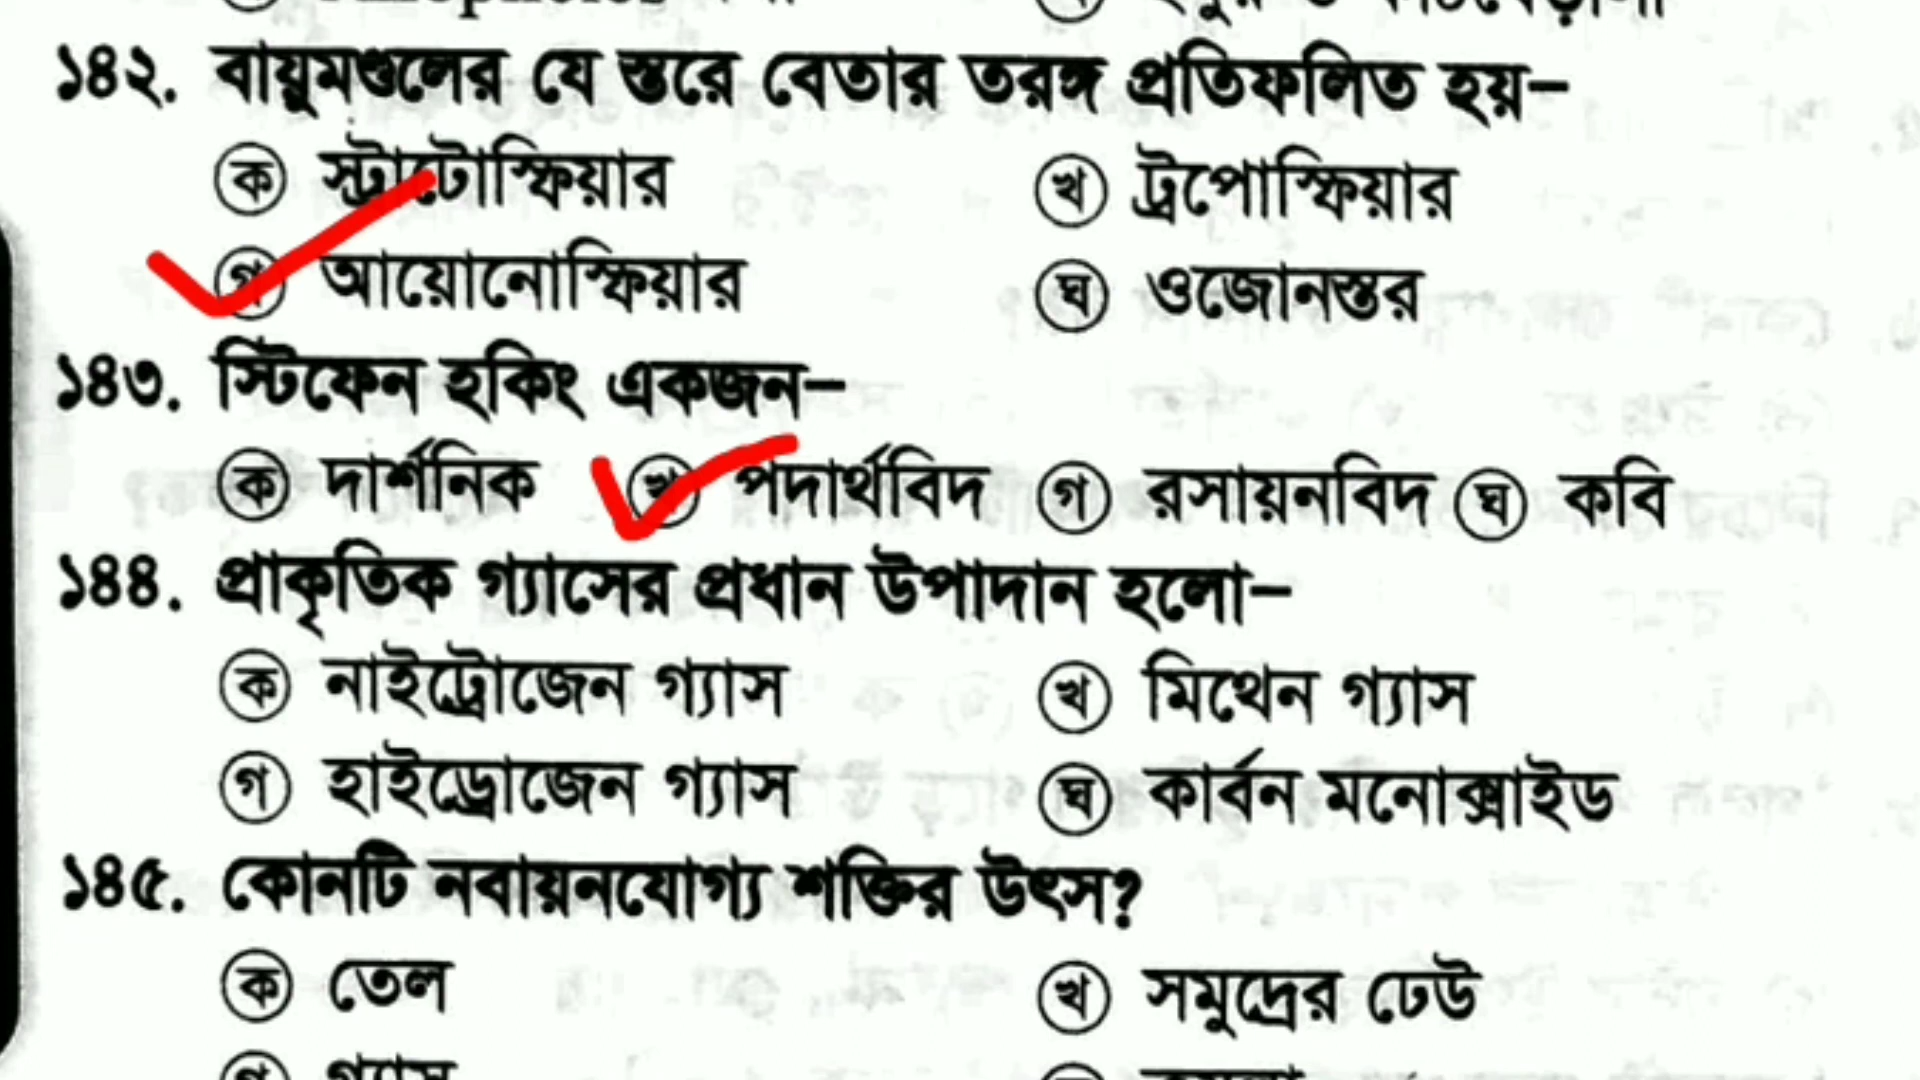 ১৪২. বায়ুমণ্ডলের যে স্তরে বেতার তরঙ্গ প্রতিফলিত হয়–
ক স্ট্রাটোস্ফিয়ার খ ট্রপোস্ফিয়ার
গ আয়োনোস্ফিয়ার ঘ ওজোনস্তর
১৪৩. স্টিফেন হকিং একজন–
ক দার্শনিক খ পদার্থবিদ গ রসায়নবিদ ঘ কবি
১৪৪. প্রাকৃতিক গ্যাসের প্রধান উপাদান হলো–
ক নাইট্রোজেন গ্যাস খ মিথেন গ্যাস
গ হাইড্রোজেন গ্যাস ঘ কার্বন মনোক্সাইড
১৪৫. কোনটি নবায়নযোগ্য শক্তির উৎস?
ক তেল খ সমুদ্রের ঢেউ
গ গ্যাস